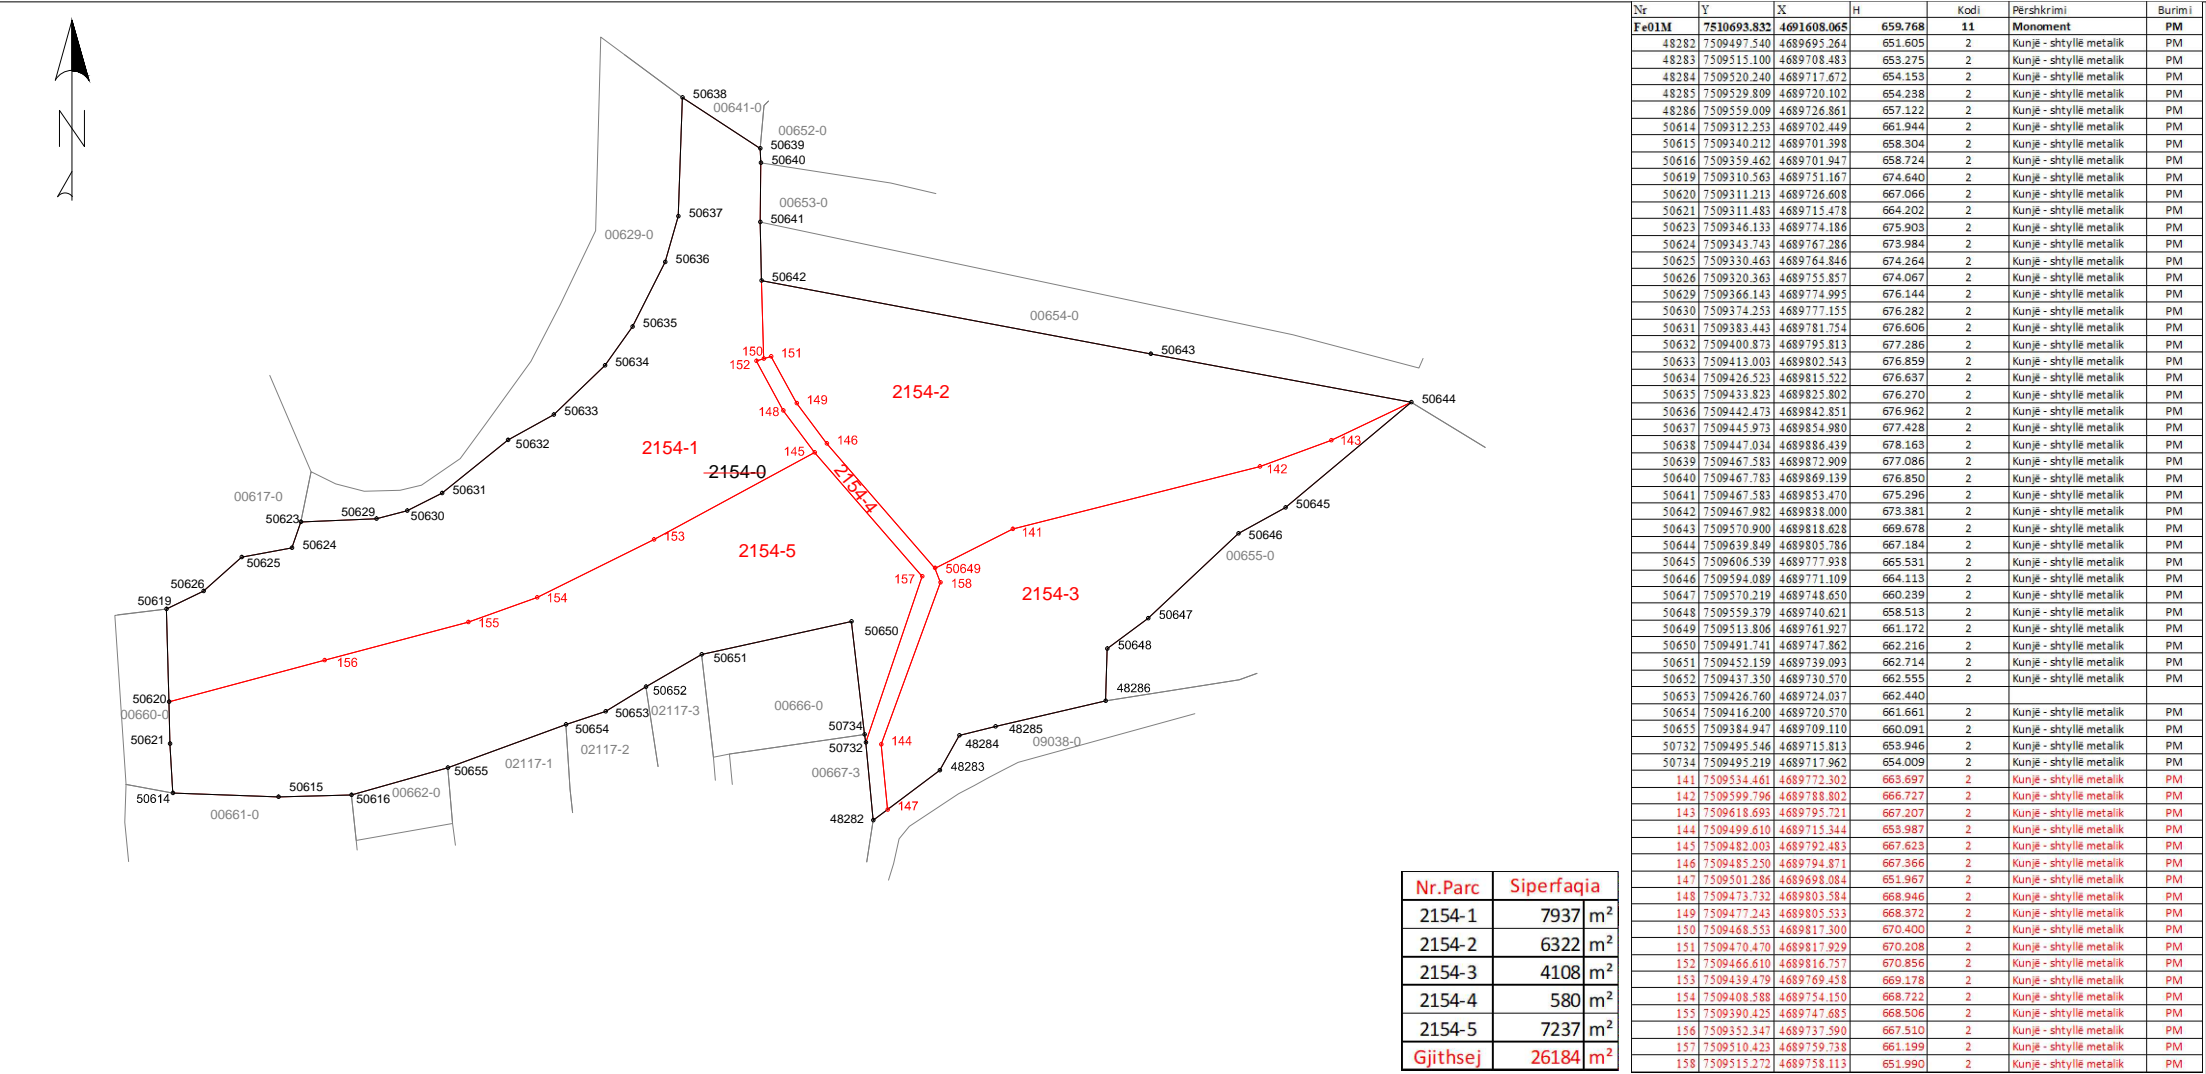 N
50638
00641-0
00652-0
50639
50640
00653-0
50637
50641
00629-0
50636
50642
00654-0
50635
50643
150
151
152
50634
2154-2
50644
149
148
50633
143
50632
2154-1
146
145
142
2154-0
2154-4
50631
00617-0
50645
50629
50630
50623
50646
141
153
50624
2154-5
00655-0
50625
50649
157
158
50626
2154-3
154
50619
50647
155
50650
50648
50651
156
50652
48286
50620
00666-0
00660-0
50653
02117-3
50654
50734
48285
50621
50732
144
48284
09038-0
02117-2
02117-1
50655
00667-3
48283
50615
00662-0
50614
50616
147
00661-0
48282
Nr.Parc Siperfaqia
2154-1 7937 m²
2154-2 6322 m²
2154-3 4108 m²
2154-4 580 m²
2154-5 7237 m²
Gjithsej 26184 m²
Nr Y X H Kodi Përshkrimi Burimi
Fe01M 7510693.832 4691608.065 659.768 11 Monoment PM
48282 7509497.540 4689695.264 651.605 2 Kunjë - shtyllë metalik PM
48283 7509515.100 4689708.483 653.275 2 Kunjë - shtyllë metalik PM
48284 7509520.240 4689717.672 654.153 2 Kunjë - shtyllë metalik PM
48285 7509529.809 4689720.102 654.238 2 Kunjë - shtyllë metalik PM
48286 7509559.009 4689726.861 657.122 2 Kunjë - shtyllë metalik PM
50614 7509312.253 4689702.449 661.944 2 Kunjë - shtyllë metalik PM
50615 7509340.212 4689701.398 658.304 2 Kunjë - shtyllë metalik PM
50616 7509359.462 4689701.947 658.724 2 Kunjë - shtyllë metalik PM
50619 7509310.563 4689751.167 674.640 2 Kunjë - shtyllë metalik PM
50620 7509311.213 4689726.608 667.066 2 Kunjë - shtyllë metalik PM
50621 7509311.483 4689715.478 664.202 2 Kunjë - shtyllë metalik PM
50623 7509346.133 4689774.186 675.903 2 Kunjë - shtyllë metalik PM
50624 7509343.743 4689767.286 673.984 2 Kunjë - shtyllë metalik PM
50625 7509330.463 4689764.846 674.264 2 Kunjë - shtyllë metalik PM
50626 7509320.363 4689755.857 674.067 2 Kunjë - shtyllë metalik PM
50629 7509366.143 4689774.995 676.144 2 Kunjë - shtyllë metalik PM
50630 7509374.253 4689777.155 676.282 2 Kunjë - shtyllë metalik PM
50631 7509383.443 4689781.754 676.606 2 Kunjë - shtyllë metalik PM
50632 7509400.873 4689795.813 677.286 2 Kunjë - shtyllë metalik PM
50633 7509413.003 4689802.543 676.859 2 Kunjë - shtyllë metalik PM
50634 7509426.523 4689815.522 676.637 2 Kunjë - shtyllë metalik PM
50635 7509433.823 4689825.802 676.270 2 Kunjë - shtyllë metalik PM
50636 7509442.473 4689842.851 676.962 2 Kunjë - shtyllë metalik PM
50637 7509445.973 4689854.980 677.428 2 Kunjë - shtyllë metalik PM
50638 7509447.034 4689886.439 678.163 2 Kunjë - shtyllë metalik PM
50639 7509467.583 4689872.909 677.086 2 Kunjë - shtyllë metalik PM
50640 7509467.783 4689869.139 676.850 2 Kunjë - shtyllë metalik PM
50641 7509467.583 4689853.470 675.296 2 Kunjë - shtyllë metalik PM
50642 7509467.982 4689838.000 673.381 2 Kunjë - shtyllë metalik PM
50643 7509570.900 4689818.628 669.678 2 Kunjë - shtyllë metalik PM
50644 7509639.849 4689805.786 667.184 2 Kunjë - shtyllë metalik PM
50645 7509606.539 4689777.938 665.531 2 Kunjë - shtyllë metalik PM
50646 7509594.089 4689771.109 664.113 2 Kunjë - shtyllë metalik PM
50647 7509570.219 4689748.650 660.239 2 Kunjë - shtyllë metalik PM
50648 7509559.379 4689740.621 658.513 2 Kunjë - shtyllë metalik PM
50649 7509513.806 4689761.927 661.172 2 Kunjë - shtyllë metalik PM
50650 7509491.741 4689747.862 662.216 2 Kunjë - shtyllë metalik PM
50651 7509452.159 4689739.093 662.714 2 Kunjë - shtyllë metalik PM
50652 7509437.350 4689730.570 662.555 2 Kunjë - shtyllë metalik PM
50653 7509426.760 4689724.037 662.440
50654 7509416.200 4689720.570 661.661 2 Kunjë - shtyllë metalik PM
50655 7509384.947 4689709.110 660.091 2 Kunjë - shtyllë metalik PM
50732 7509495.546 4689715.813 653.946 2 Kunjë - shtyllë metalik PM
50734 7509495.219 4689717.962 654.009 2 Kunjë - shtyllë metalik PM
141 7509534.461 4689772.302 663.697 2 Kunjë - shtyllë metalik PM
142 7509599.796 4689788.802 666.727 2 Kunjë - shtyllë metalik PM
143 7509618.693 4689795.721 667.207 2 Kunjë - shtyllë metalik PM
144 7509499.610 4689715.344 653.987 2 Kunjë - shtyllë metalik PM
145 7509482.003 4689792.483 667.623 2 Kunjë - shtyllë metalik PM
146 7509485.250 4689794.871 667.366 2 Kunjë - shtyllë metalik PM
147 7509501.286 4689698.084 651.967 2 Kunjë - shtyllë metalik PM
148 7509473.732 4689803.584 668.946 2 Kunjë - shtyllë metalik PM
149 7509477.243 4689805.533 668.372 2 Kunjë - shtyllë metalik PM
150 7509468.553 4689817.300 670.400 2 Kunjë - shtyllë metalik PM
151 7509470.470 4689817.929 670.208 2 Kunjë - shtyllë metalik PM
152 7509466.610 4689816.757 670.856 2 Kunjë - shtyllë metalik PM
153 7509439.479 4689769.458 669.178 2 Kunjë - shtyllë metalik PM
154 7509408.588 4689754.150 668.722 2 Kunjë - shtyllë metalik PM
155 7509390.425 4689747.685 668.506 2 Kunjë - shtyllë metalik PM
156 7509352.347 4689737.590 667.510 2 Kunjë - shtyllë metalik PM
157 7509510.423 4689759.738 661.199 2 Kunjë - shtyllë metalik PM
158 7509515.272 4689758.113 651.990 2 Kunjë - shtyllë metalik PM